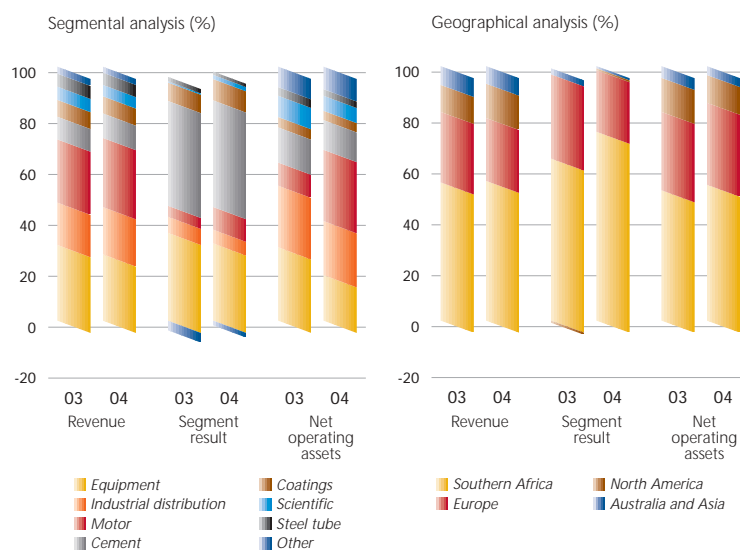 Segmental analysis (%)
100
80
60
40
20
0
-20
03 04 03 04 03 04
Revenue Segment result Net operating assets
Equipment
Industrial distribution
Motor
Cement
Coatings
Scientific
Steel tube
Other
Geographical analysis (%)
100
80
60
40
20
0
-20
03 04 03 04 03 04
Revenue Segment result Net operating assets
Southern Africa
Europe
North America
Australia and Asia